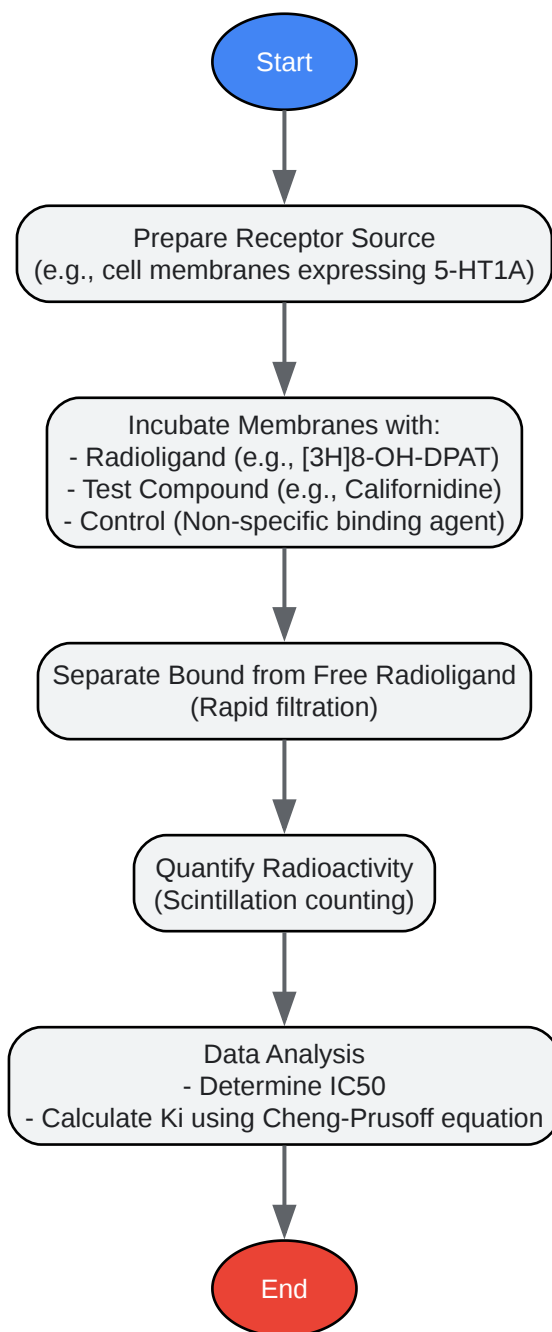 Start
Prepare Receptor Source
(e.g., cell membranes expressing 5-HT1A)
Incubate Membranes with:
- Radioligand (e.g., [3H]8-OH-DPAT)
- Test Compound (e.g., Californidine)
- Control (Non-specific binding agent)
Separate Bound from Free Radioligand
(Rapid filtration)
Quantify Radioactivity
(Scintillation counting)
Data Analysis
- Determine IC50
- Calculate Ki using Cheng-Prusoff equation
End